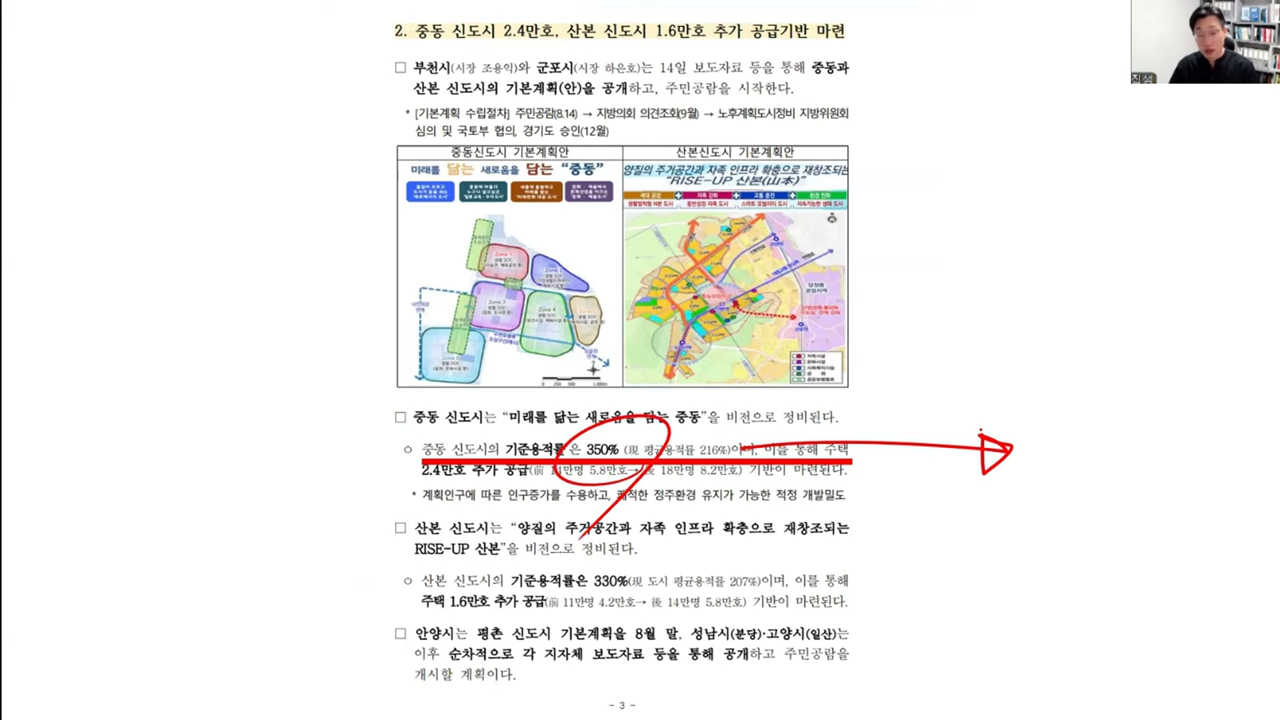 2. 중동 신도시 2.4만호, 산본 신도시 1.6만호 추가 공급기반 마련
□ 부천시(시장 조용익)와 군포시(시장 하은호)는 14일 보도자료 등을 통해 중동과
산본 신도시의 기본계획(안)을 공개하고, 주민공람을 시작한다.
* [기본계획 수립절차] 주민공람(8.14) → 지방의회 의견조회(9월) → 노후계획도시정비 지방위원회
심의 및 국토부 협의, 경기도 승인(12월)
중동신도시 기본계획안
산본신도시 기본계획안
미래를 닮는 새로움을 담는 “중동”
양질의 주거공간과 자족 인프라 확충으로 재창조되는
“RISE-UP 산본(山本)”
Zone 3
Zone 4
□ 중동 신도시는 “미래를 닮는 새로움을 담는 중동”을 비전으로 정비된다.
○ 중동 신도시의 기준용적률은 350%(現 평균용적률 216%)이며, 이를 통해 주택
2.4만호 추가 공급(前 11만명 5.8만호→ 後 18만명 8.2만호) 기반이 마련된다.
* 계획인구에 따른 인구증가를 수용하고, 쾌적한 정주환경 유지가 가능한 적정 개발밀도
□ 산본 신도시는 “양질의 주거공간과 자족 인프라 확충으로 재창조되는
RISE-UP 산본”을 비전으로 정비된다.
○ 산본 신도시의 기준용적률은 330%(現 도시 평균용적률 207%)이며, 이를 통해
주택 1.6만호 추가 공급(前 11만명 4.2만호→ 後 14만명 5.8만호) 기반이 마련된다.
□ 안양시는 평촌 신도시 기본계획을 8월 말, 성남시(분당)·고양시(일산)는
이후 순차적으로 각 지자체 보도자료 등을 통해 공개하고 주민공람을
개시할 계획이다.
- 3 -